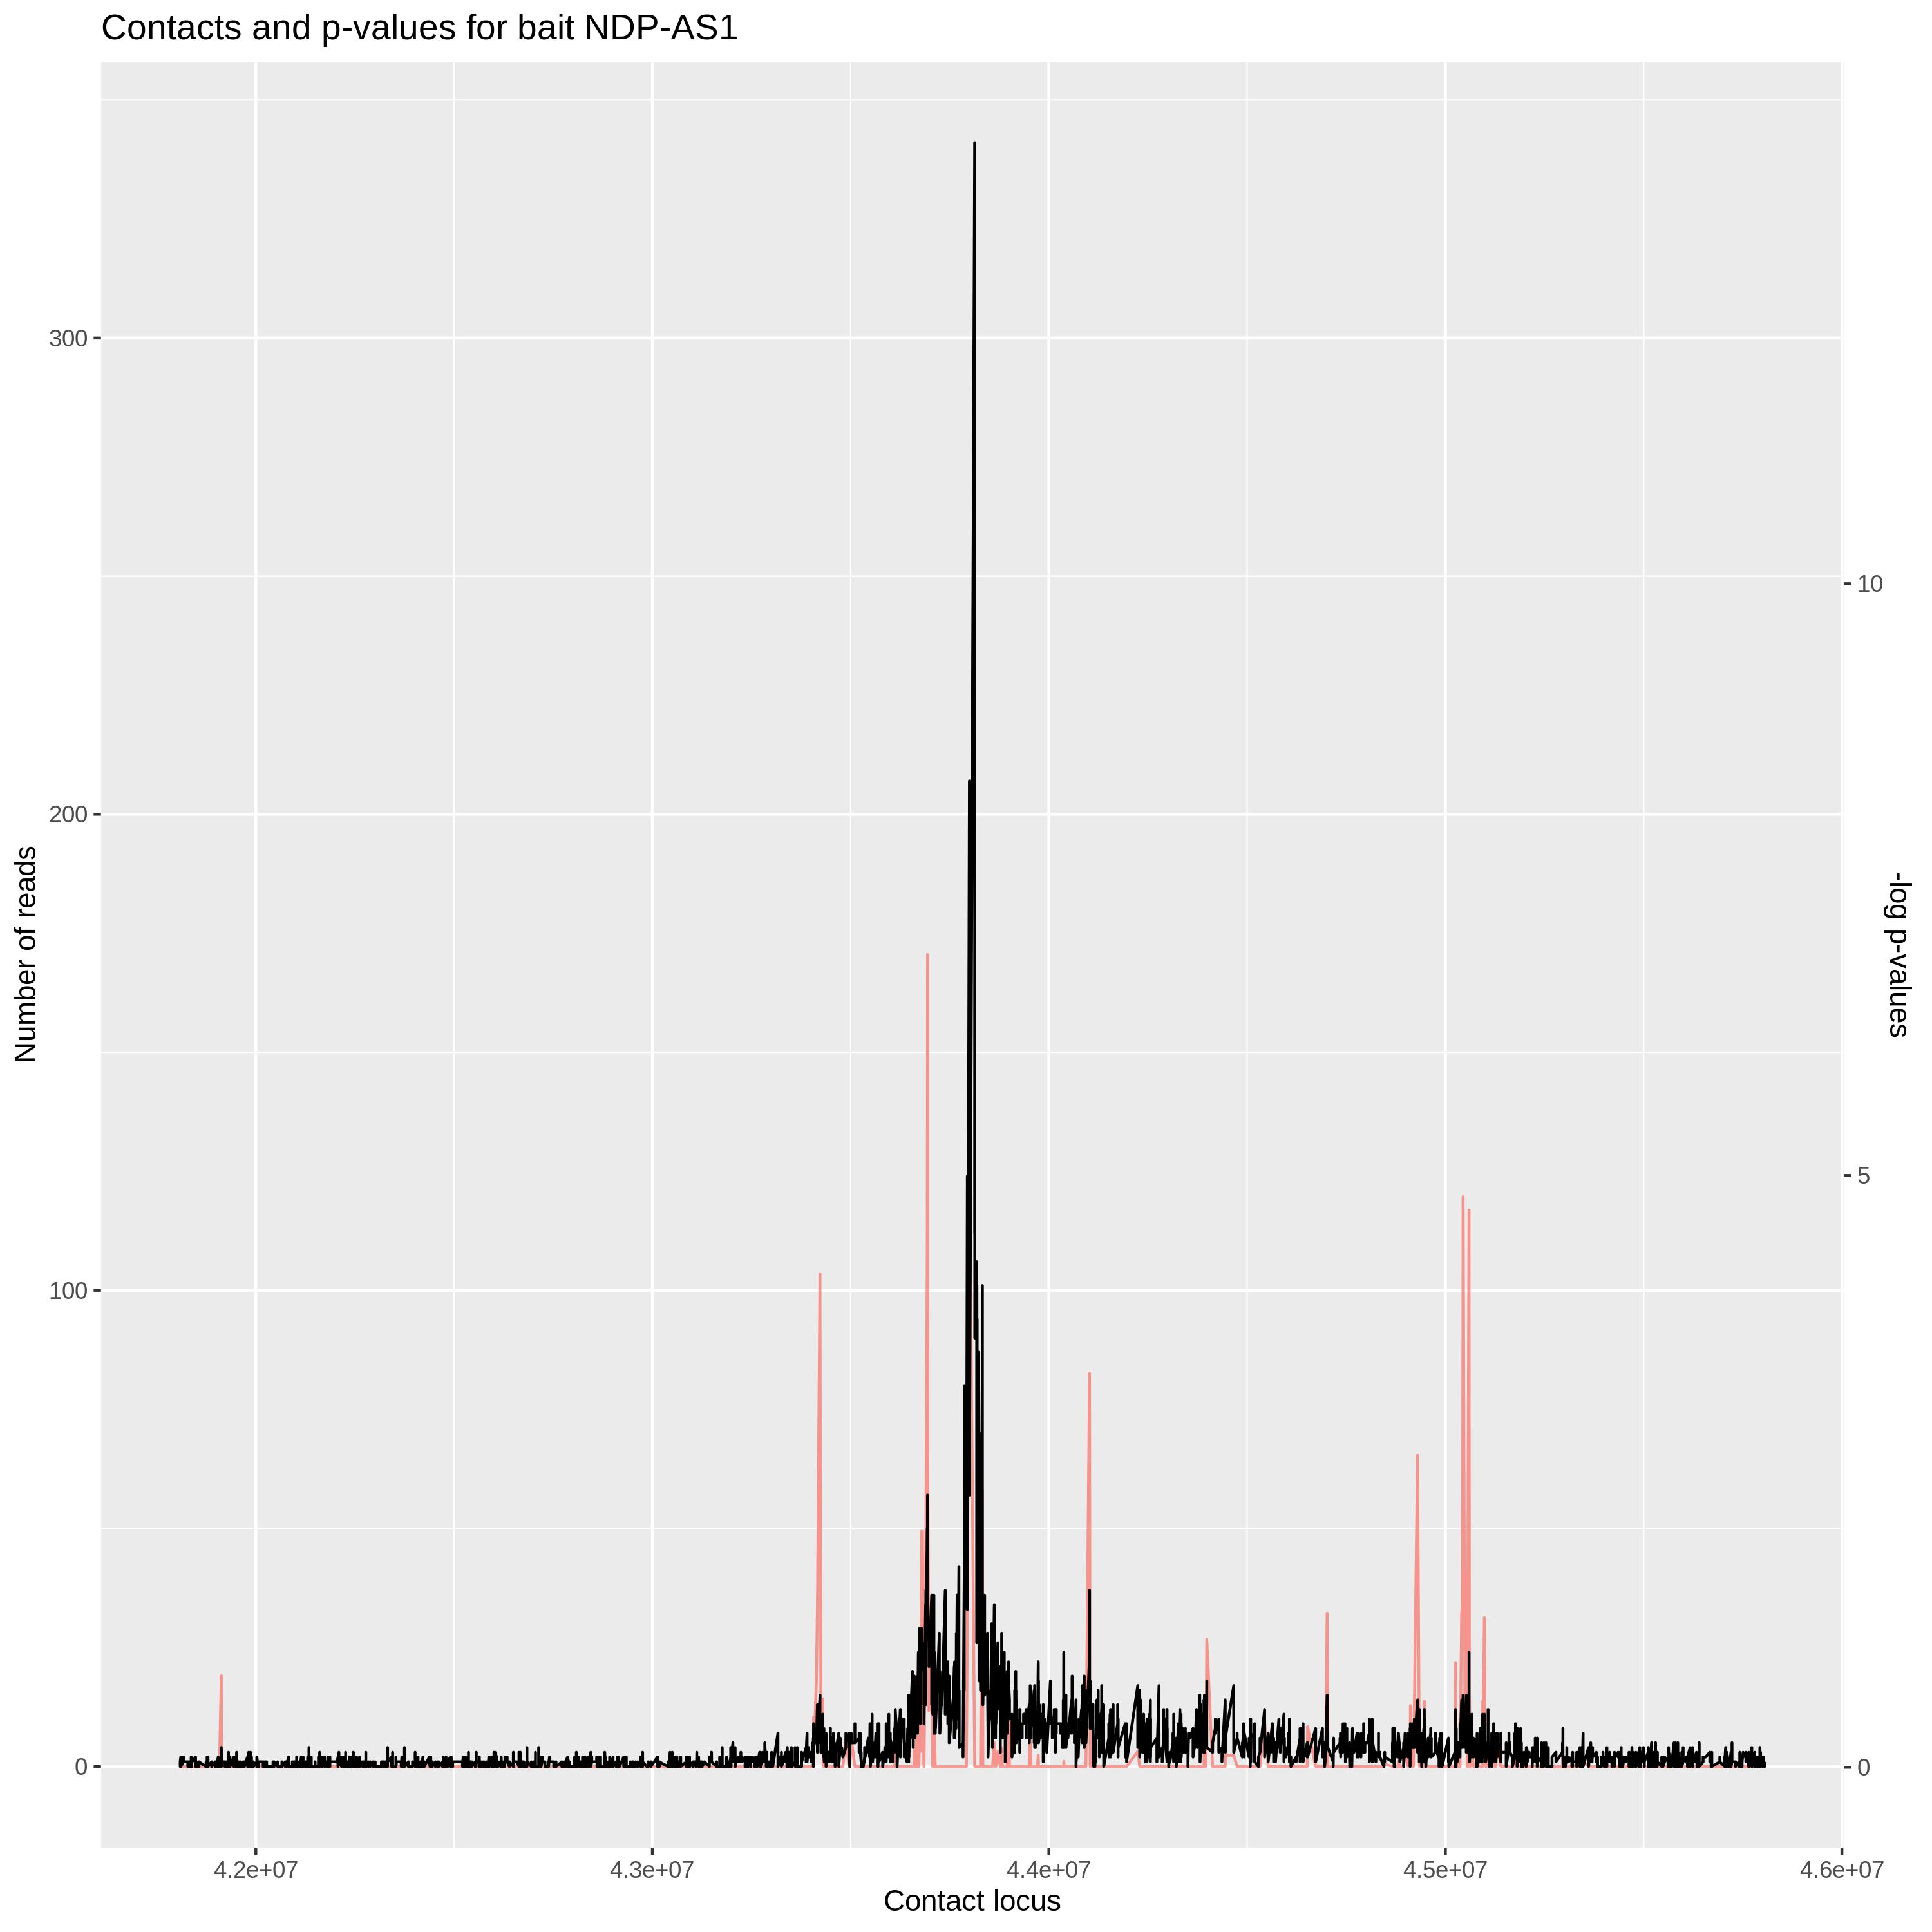 Contacts and p-values for bait NDP-AS1
300
200
100
0
Number of reads
10
5
0
-log p-values
4.2e+07
4.3e+07
4.4e+07
4.5e+07
4.6e+07
Contact locus